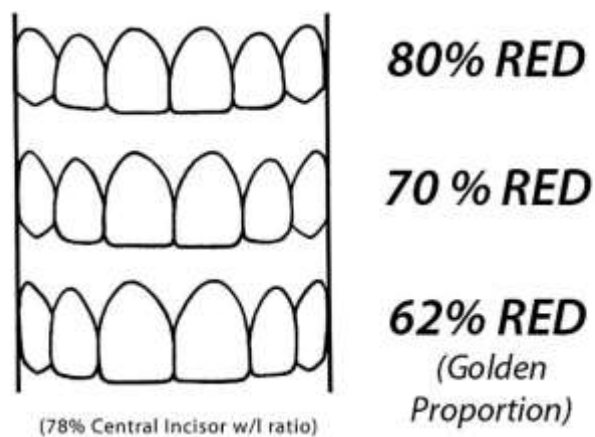 80% RED
70 % RED
62% RED
(Golden
Proportion)
(78% Central Incisor w/l ratio)